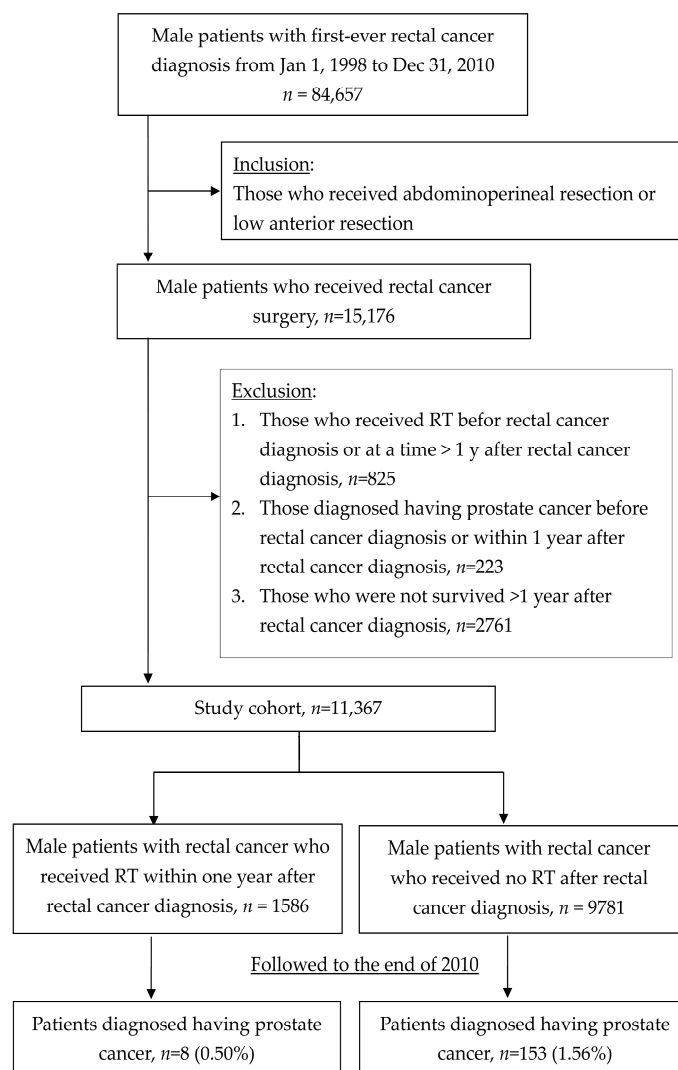 Male patients with first-ever rectal cancer
diagnosis from Jan 1, 1998 to Dec 31, 2010
n = 84,657
Inclusion:
Those who received abdominoperineal resection or
low anterior resection
Male patients who received rectal cancer
surgery, n=15,176
Exclusion:
1. Those who received RT befor rectal cancer
diagnosis or at a time > 1 y after rectal cancer
diagnosis, n=825
2. Those diagnosed having prostate cancer before
rectal cancer diagnosis or within 1 year after
rectal cancer diagnosis, n=223
3. Those who were not survived >1 year after
rectal cancer diagnosis, n=2761
Study cohort, n=11,367
Male patients with rectal cancer who
received RT within one year after
rectal cancer diagnosis, n = 1586
Male patients with rectal cancer
who received no RT after rectal
cancer diagnosis, n = 9781
Followed to the end of 2010
Patients diagnosed having prostate
cancer, n=8 (0.50%)
Patients diagnosed having prostate
cancer, n=153 (1.56%)